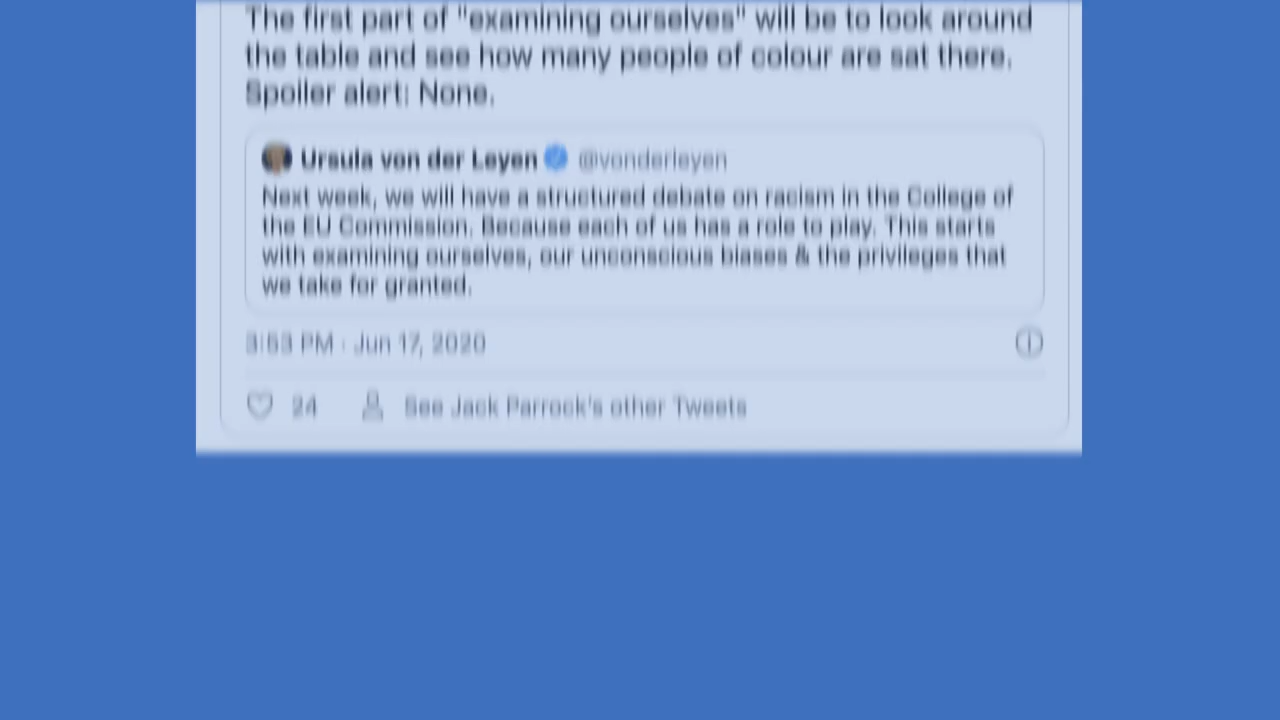 The first part of "examining ourselves" will be to look around
the table and see how many people of colour are sat there.
Spoiler alert: None.
Ursula von der Leyen @vonderleyen
Next week, we will have a structured debate on racism in the College of
the EU Commission. Because each of us has a role to play. This starts
with examining ourselves, our unconscious biases & the privileges that
we take for granted.
3:53 PM · Jun 17, 2020
24 See Jack Parrock's other Tweets